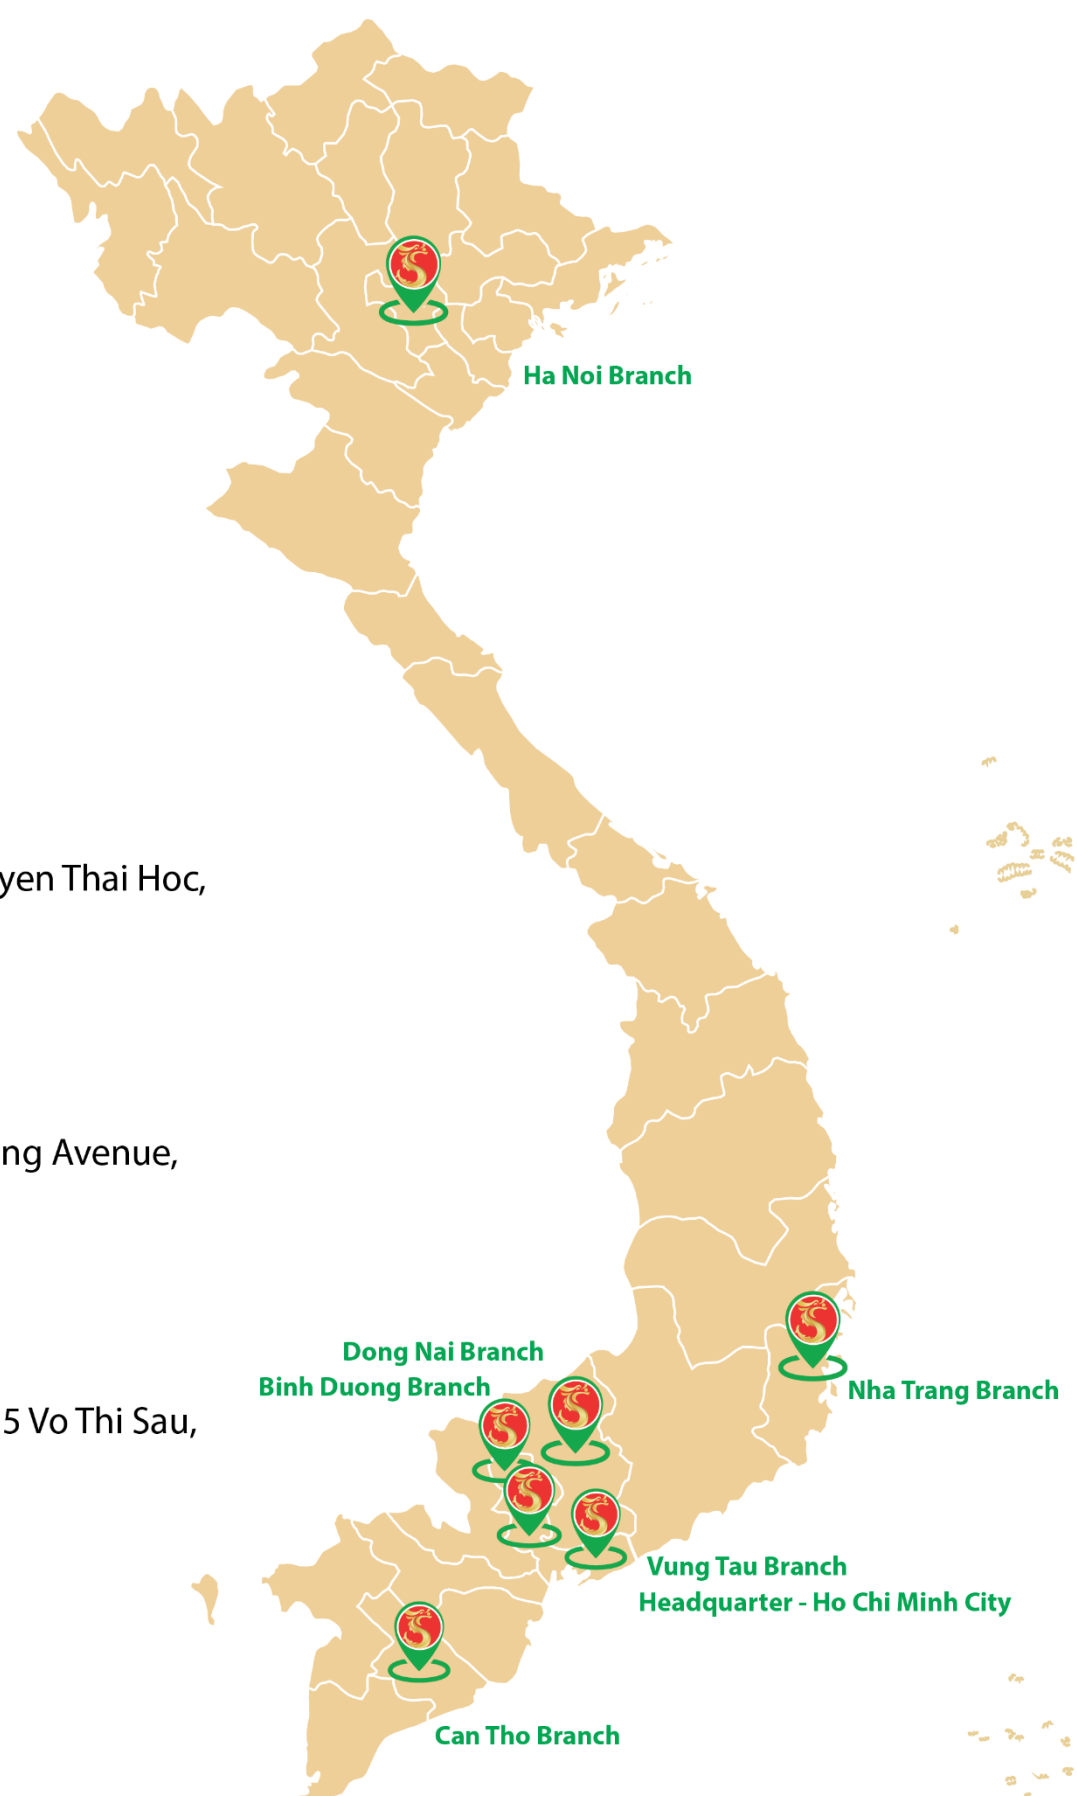 Ha Noi Branch
yen Thai Hoc,
ng Avenue,
Dong Nai Branch
Binh Duong Branch
Nha Trang Branch
5 Vo Thi Sau,
Vung Tau Branch
Headquarter - Ho Chi Minh City
Can Tho Branch